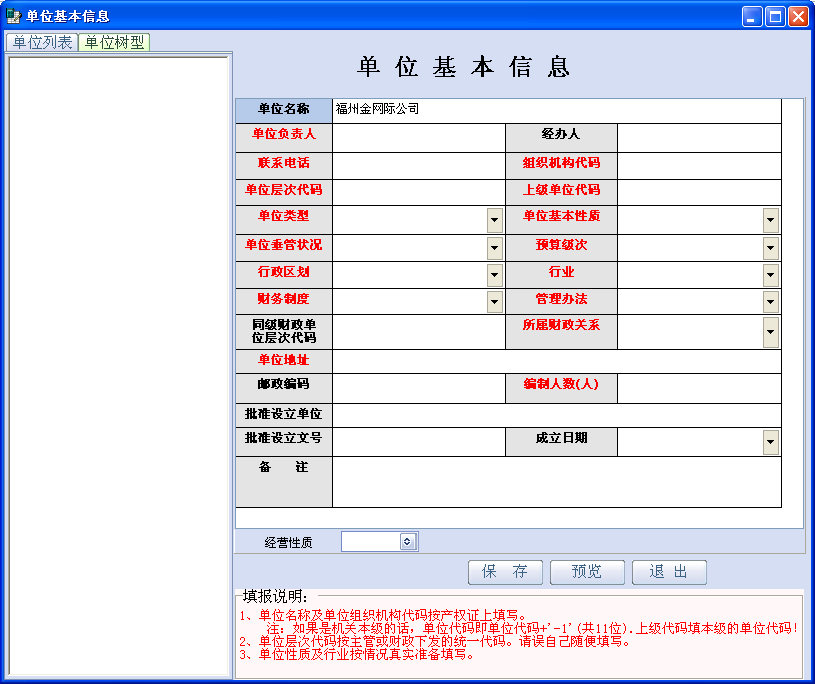 单位基本信息
单位列表 单位树型
单 位 基 本 信 息
单位名称 福州金网际公司
单位负责人 经办人
联系电话 组织机构代码
单位层次代码 上级单位代码
单位类型 单位基本性质
单位垂管状况 预算级次
行政区划 行业
财务制度 管理办法
同级财政单
位层次代码 所属财政关系
单位地址
邮政编码 编制人数(人)
批准设立单位
批准设立文号 成立日期
备 注
经营性质
保 存 预览 退 出
填报说明:
1、单位名称及单位组织机构代码按产权证上填写。
注: 如果是机关本级的话, 单位代码即单位代码+'-1'(共11位).上级代码填本级的单位代码!
2、单位层次代码按主管或财政下发的统一代码。请误自己随便填写。
3、单位性质及行业按情况真实准备填写。